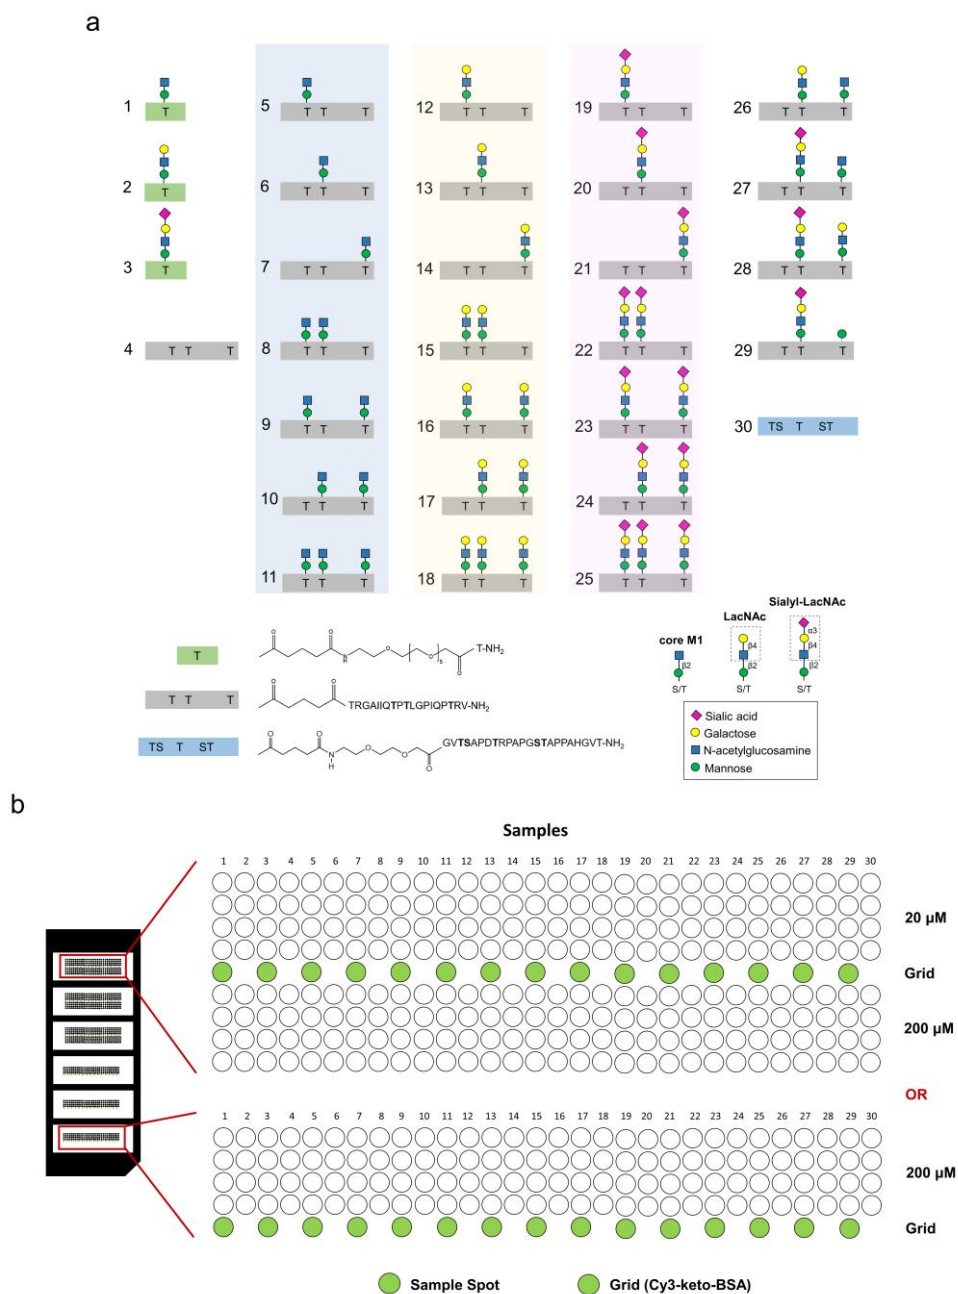 a
1 T
2 T
3 T
4 T T T
5 T T T
6 T T T
7 T T T
8 T T T
9 T T T
10 T T T
11 T T T
12 T T T
13 T T T
14 T T T
15 T T T
16 T T T
17 T T T
18 T T T
19 T T T
20 T T T
21 T T T
22 T T T
23 T T T
24 T T T
25 T T T
26 T T T
27 T T T
28 T T T
29 T T T
30 TS T ST
T
O O N H O O 5 O T-NH2
T T T
O O TRGAIIQTPTLGPIQPTRV-NH2
TS T ST
O O N H O O O GVTSAPDTRPAPGSTAPPAHGVT-NH2
core M1
β2
S/T
LacNAc
β4
β2
S/T
Sialyl-LacNAc
α3
β4
β2
S/T
Sialic acid
Galactose
N-acetylglucosamine
Mannose
b
Samples
1 2 3 4 5 6 7 8 9 10 11 12 13 14 15 16 17 18 19 20 21 22 23 24 25 26 27 28 29 30
20 µM
Grid
200 µM
OR
1 2 3 4 5 6 7 8 9 10 11 12 13 14 15 16 17 18 19 20 21 22 23 24 25 26 27 28 29 30
200 µM
Grid
Sample Spot
Grid (Cy3-keto-BSA)